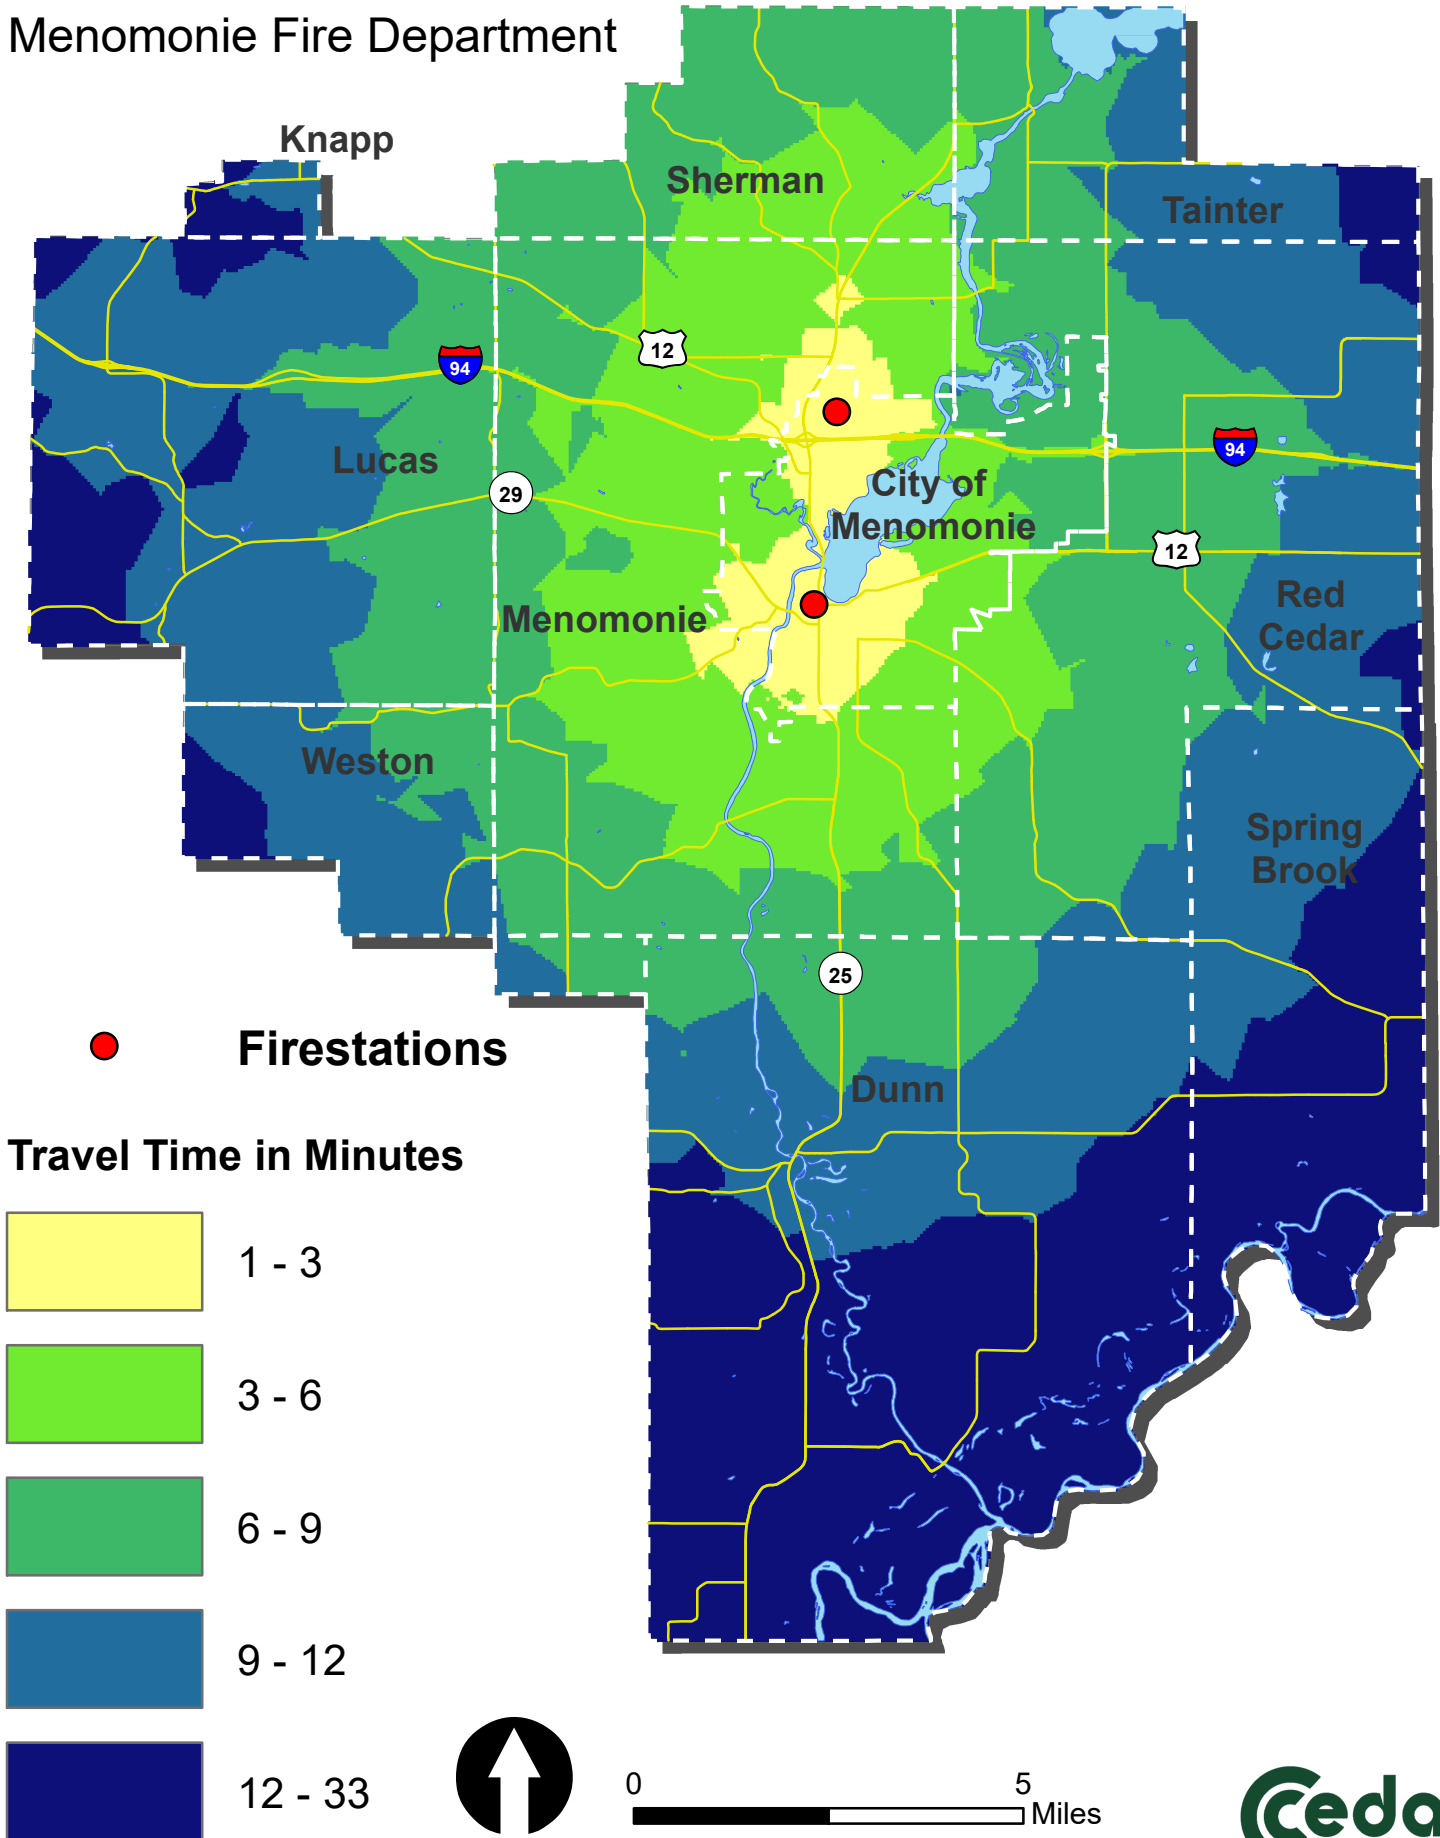 Menomonie Fire Department
Knapp
Sherman
Tainter
12
94
94
Lucas
29
City of
Menomonie
12
Menomonie
Red
Cedar
Weston
Spring
Brook
25
Firestations
Dunn
Travel Time in Minutes
1 - 3
3 - 6
6 - 9
9 - 12
12 - 33
0
5
Miles